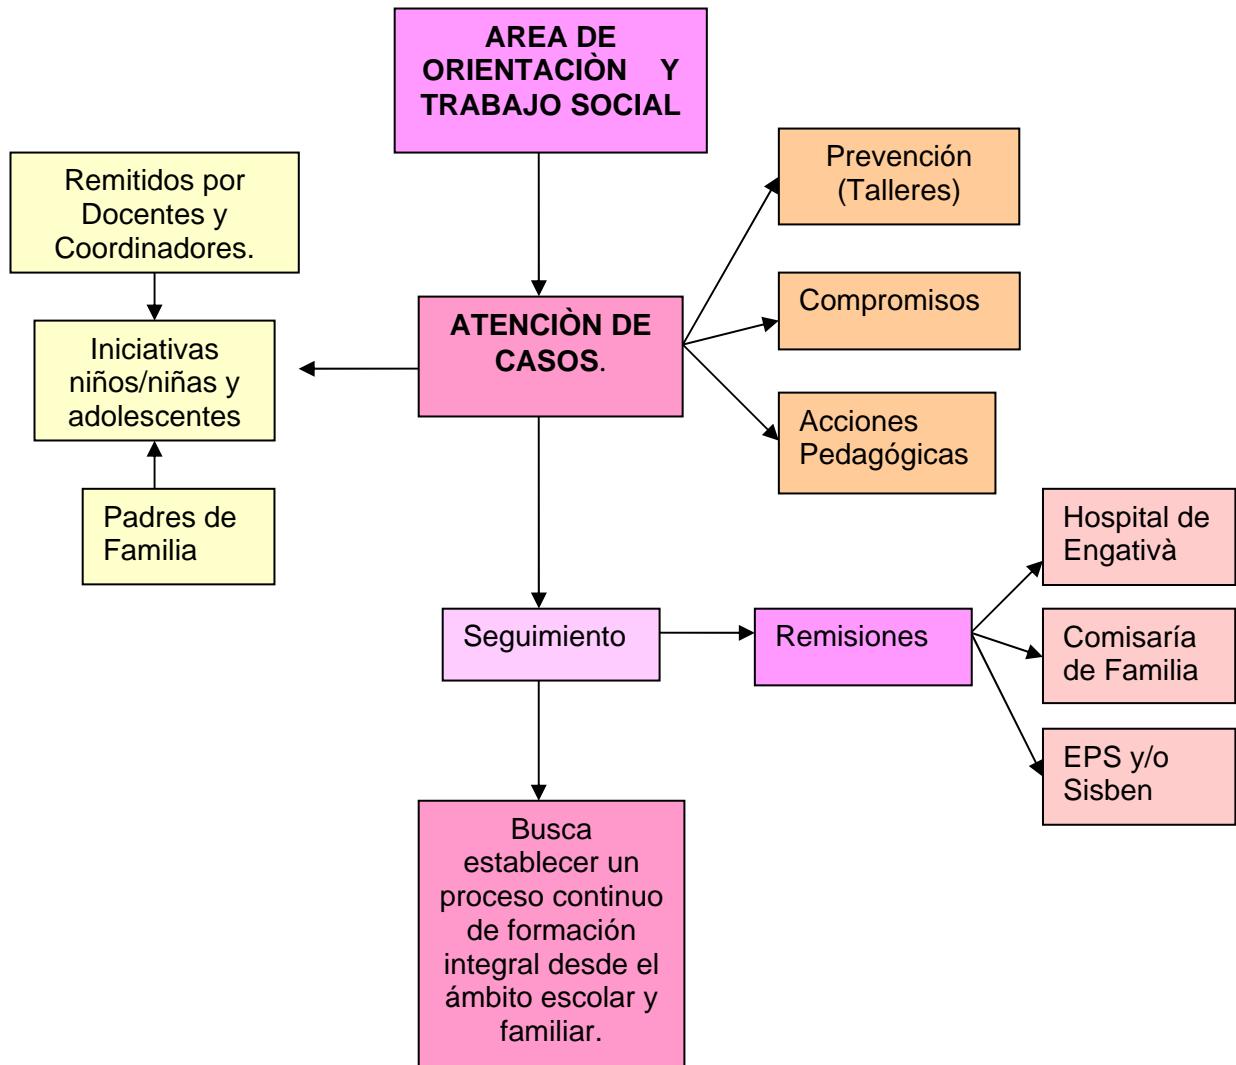 AREA DE
ORIENTACIÒN Y
TRABAJO SOCIAL
Remitidos por
Docentes y
Coordinadores.
Prevención
(Talleres)
Iniciativas
niños/niñas y
adolescentes
ATENCIÒN DE
CASOS.
Compromisos
Acciones
Pedagógicas
Padres de
Familia
Hospital de
Engativà
Seguimiento
Remisiones
Comisaría
de Familia
EPS y/o
Sisben
Busca
establecer un
proceso continuo
de formación
integral desde el
ámbito escolar y
familiar.